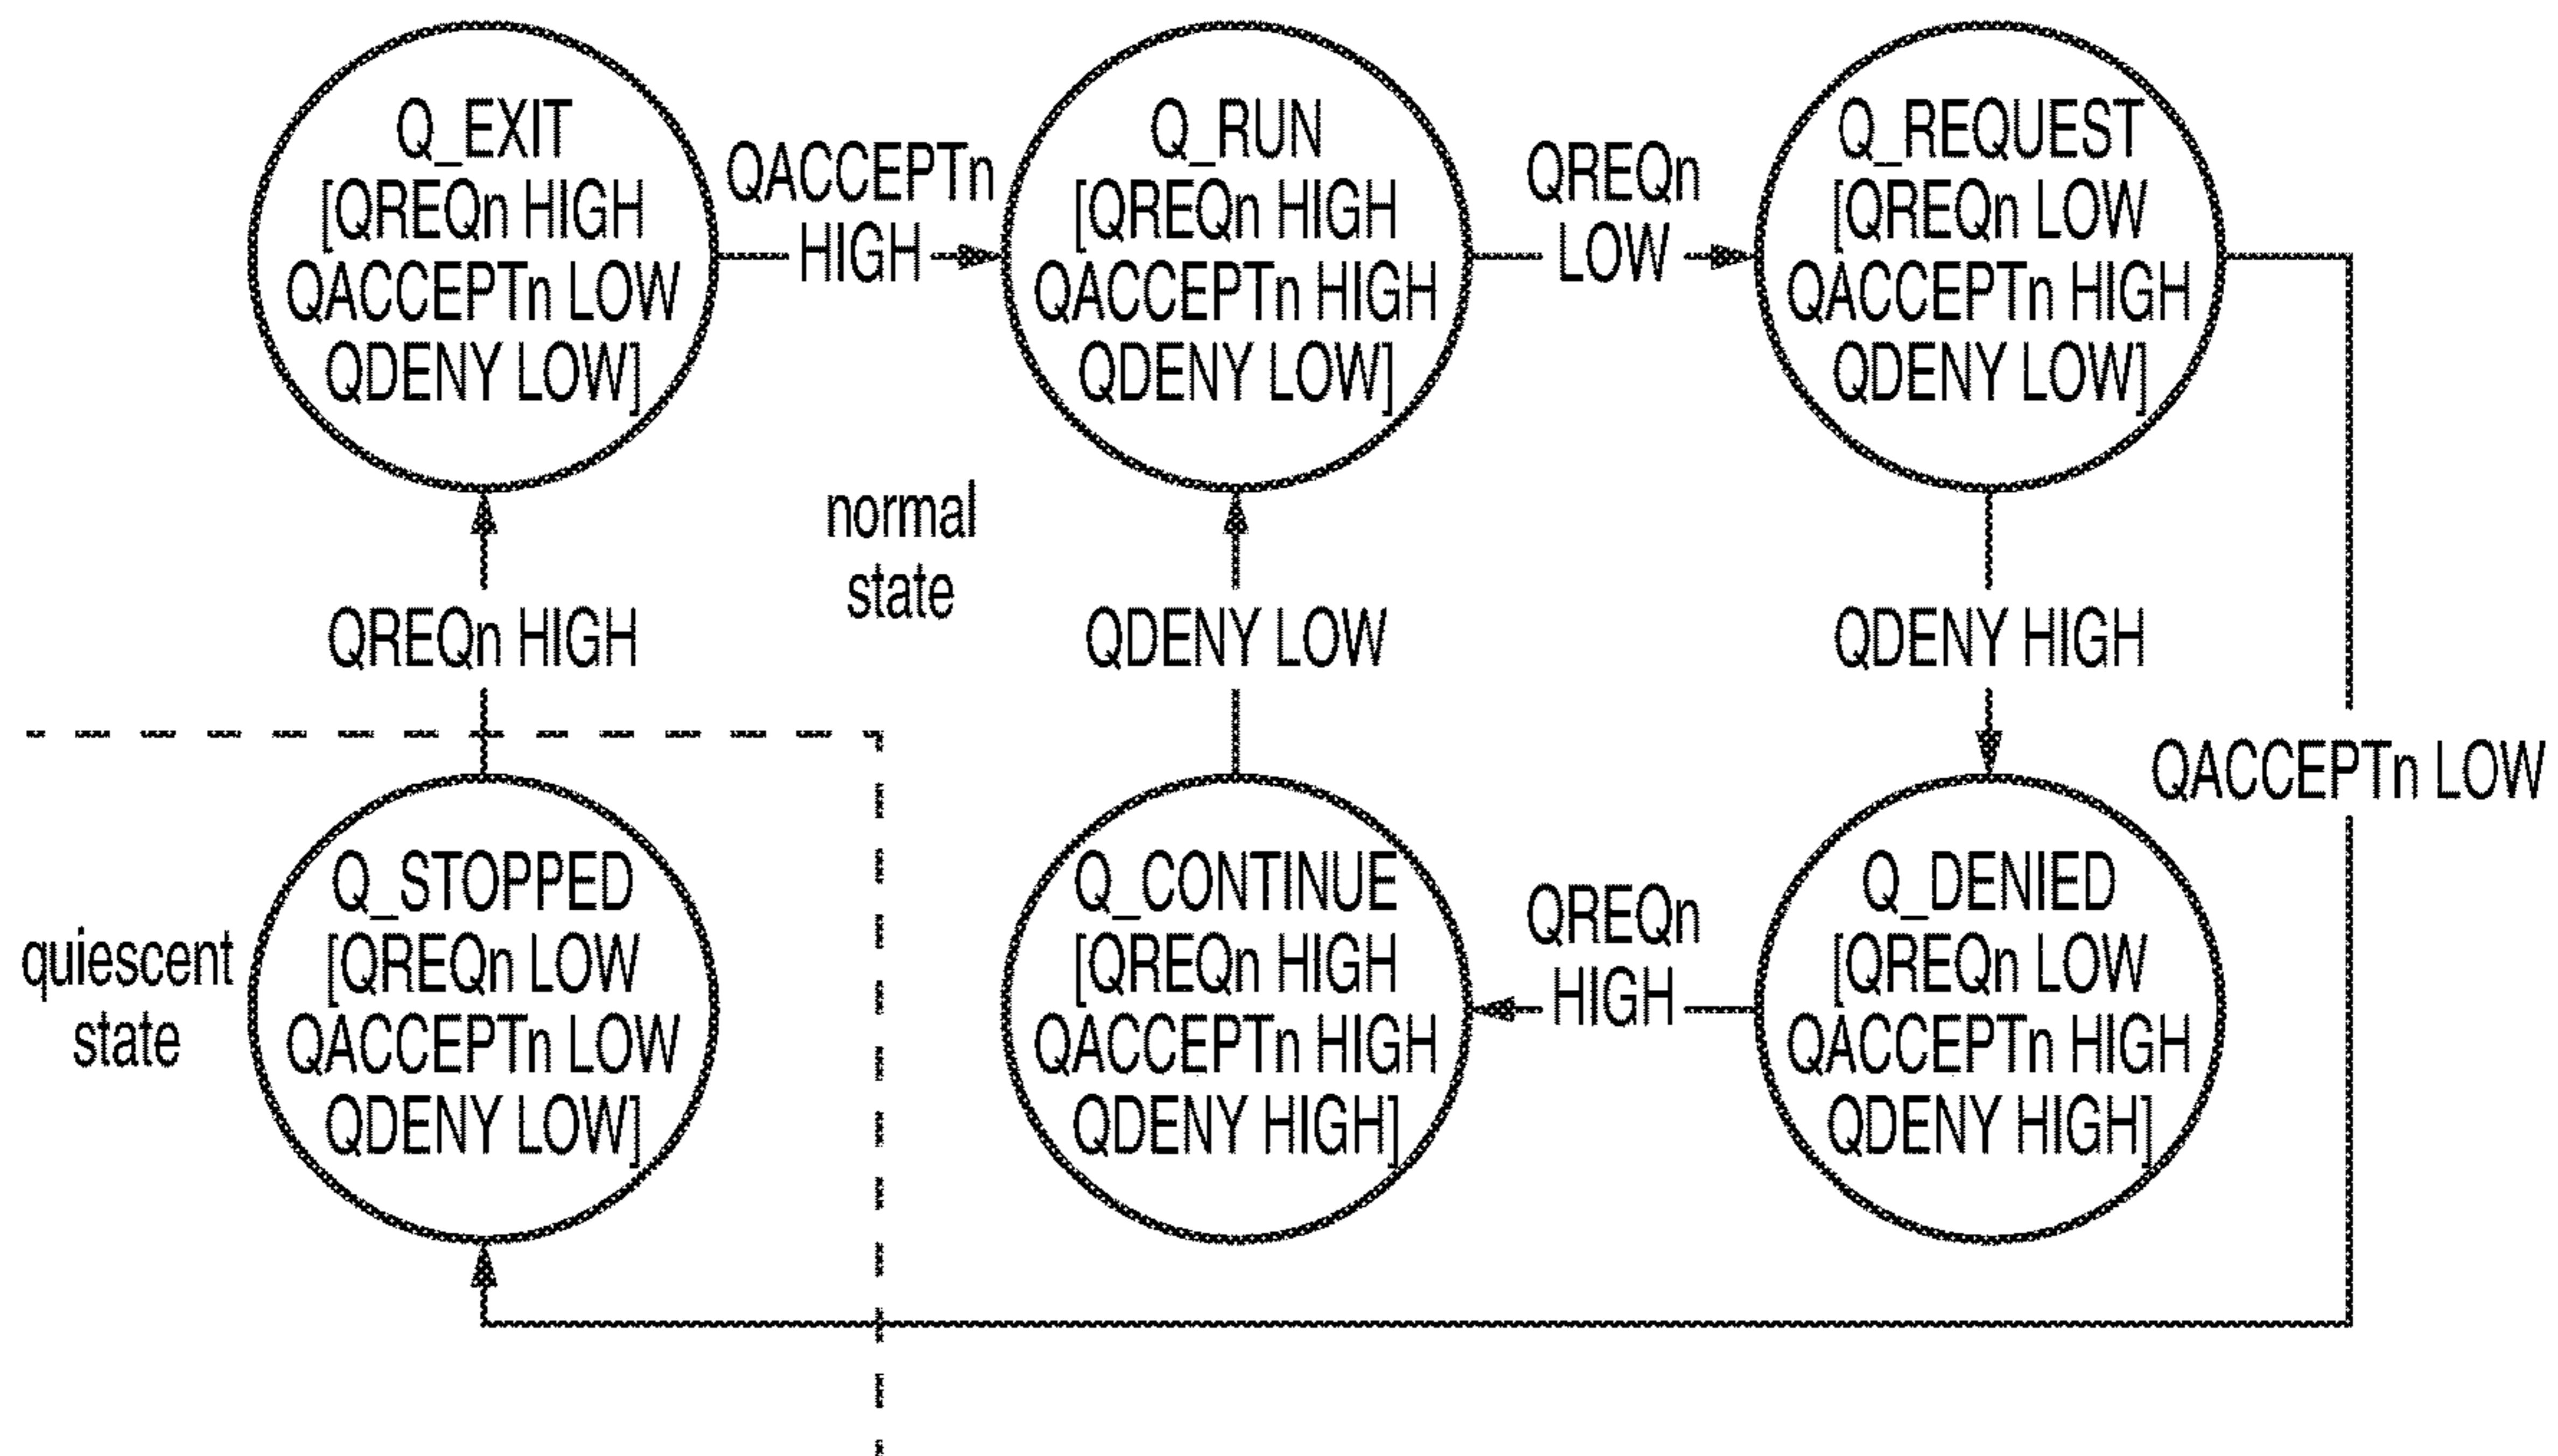 Q_EXIT
[QREQn HIGH
QACCEPTn LOW
QDENY LOW]
QACCEPTn
HIGH
Q_RUN
[QREQn HIGH
QACCEPTn HIGH
QDENY LOW]
QREQn
LOW
Q_REQUEST
[QREQn LOW
QACCEPTn HIGH
QDENY LOW]
normal
state
QREQn HIGH
QDENY LOW
QDENY HIGH
QACCEPTn LOW
quiescent
state
Q_STOPPED
[QREQn LOW
QACCEPTn LOW
QDENY LOW]
Q_CONTINUE
[QREQn HIGH
QACCEPTn HIGH
QDENY HIGH]
QREQn
HIGH
Q_DENIED
[QREQn LOW
QACCEPTn HIGH
QDENY HIGH]